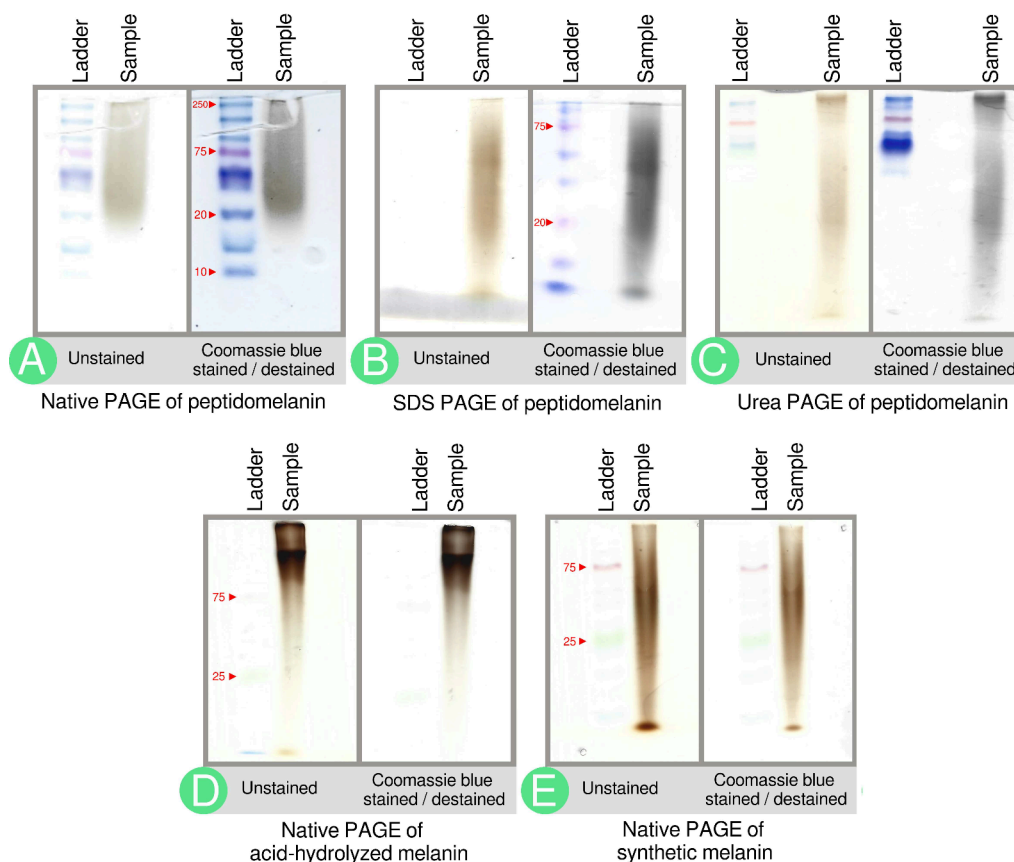 Ladder
Sample
Ladder
Sample
250
75
20
10
A
Unstained
Coomassie blue
stained / destained
Native PAGE of peptidomelanin
Ladder
Sample
Ladder
Sample
75
20
B
Unstained
Coomassie blue
stained / destained
SDS PAGE of peptidomelanin
Ladder
Sample
Ladder
Sample
C
Unstained
Coomassie blue
stained / destained
Urea PAGE of peptidomelanin
Ladder
Sample
Ladder
Sample
75
25
D
Unstained
Coomassie blue
stained / destained
Native PAGE of
acid-hydrolyzed melanin
Ladder
Sample
Ladder
Sample
75
25
E
Unstained
Coomassie blue
stained / destained
Native PAGE of
synthetic melanin